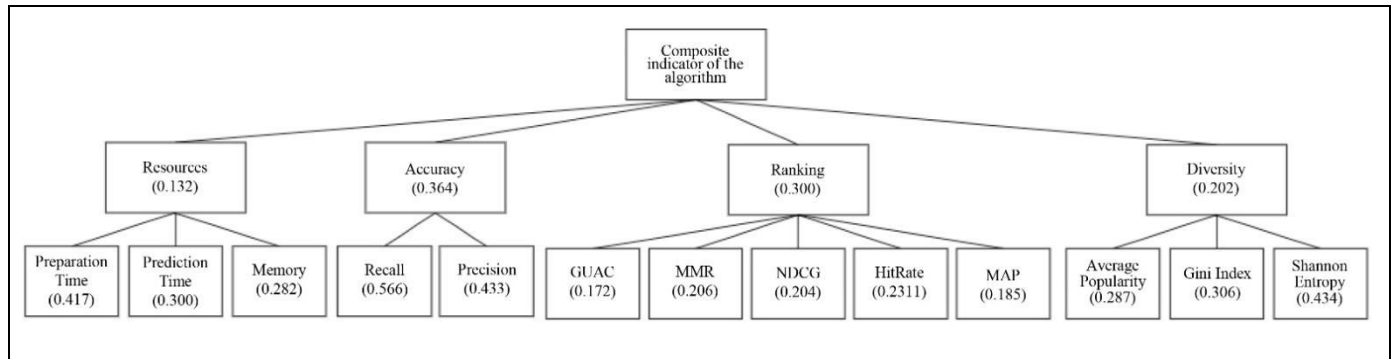 Composite
indicator of the
algorithm
Resources
(0.132)
Accuracy
(0.364)
Ranking
(0.300)
Diversity
(0.202)
Preparation
Time
(0.417)
Prediction
Time
(0.300)
Memory
(0.282)
Recall
(0.566)
Precision
(0.433)
GUAC
(0.172)
MMR
(0.206)
NDCG
(0.204)
HitRate
(0.2311)
MAP
(0.185)
Average
Popularity
(0.287)
Gini Index
(0.306)
Shannon
Entropy
(0.434)